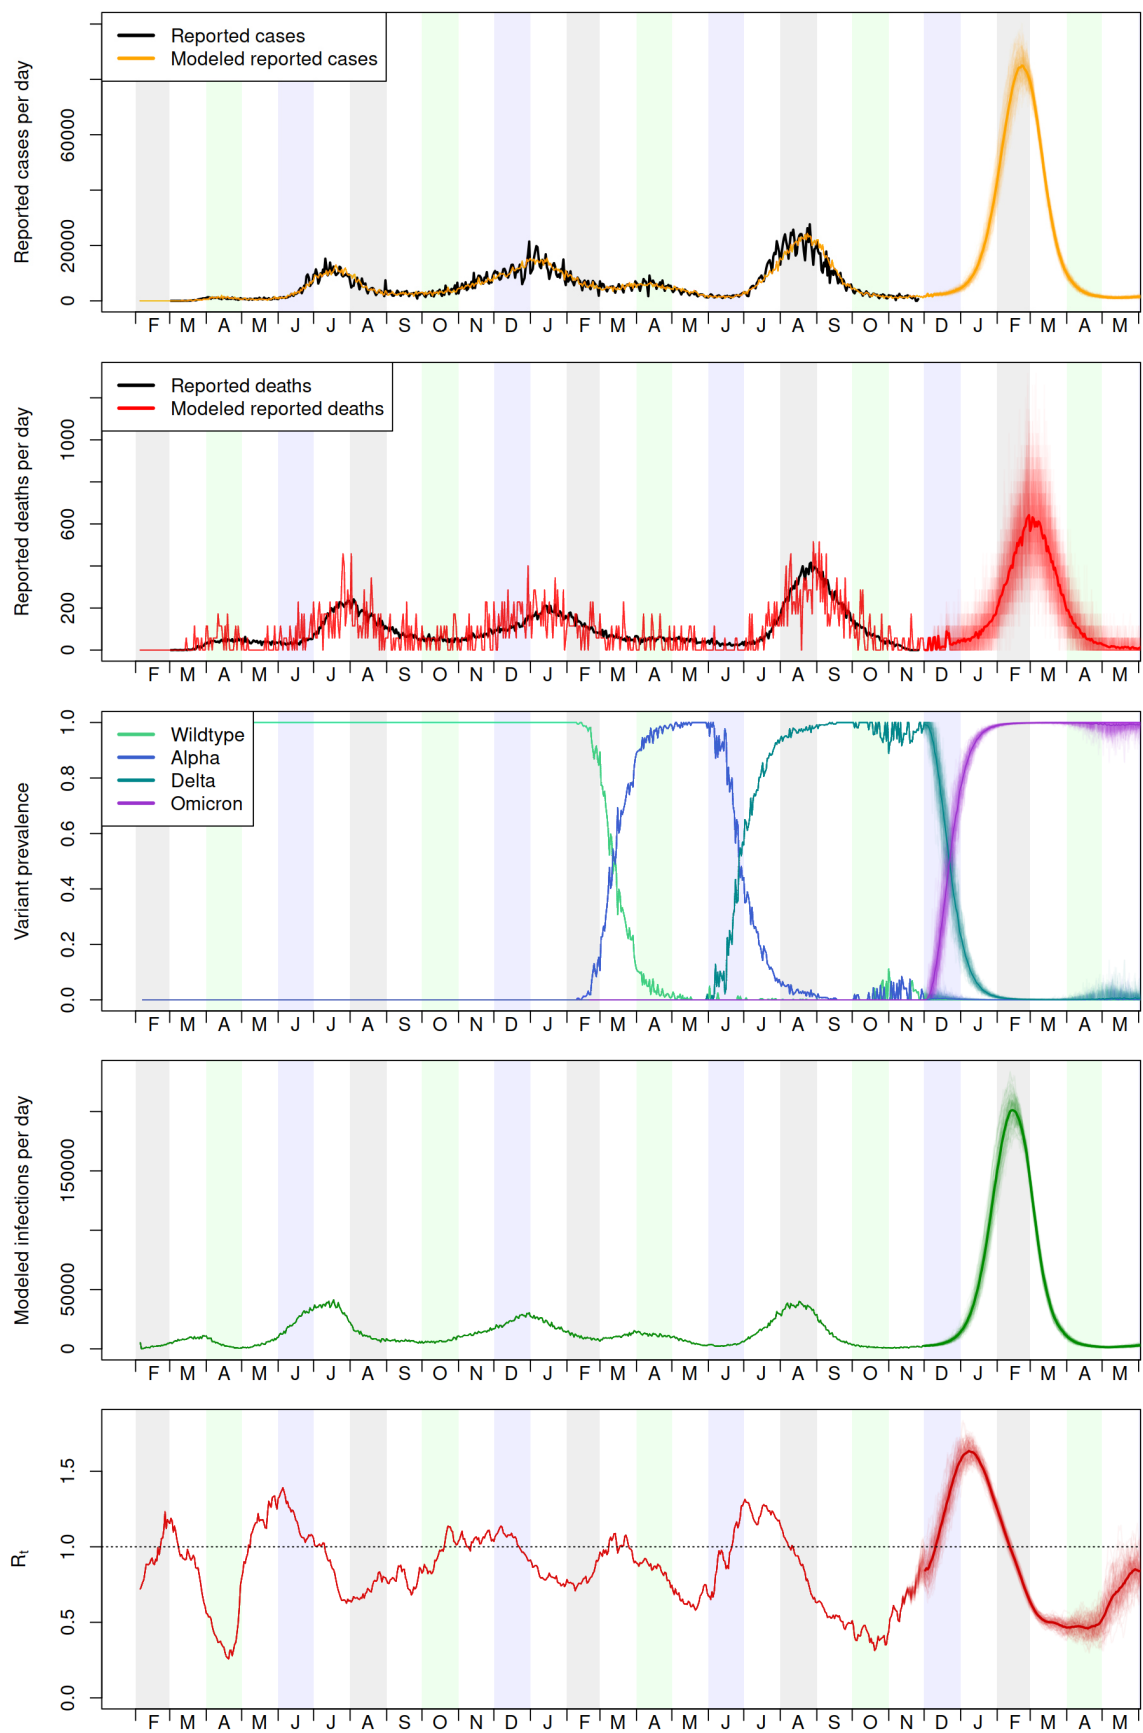 Reported cases per day
60000
20000
0
Reported cases
Modeled reported cases
F M A M J J A S O N D J F M A M J J A S O N D J F M A M
Reported deaths per day
1000
600
200
0
Reported deaths
Modeled reported deaths
F M A M J J A S O N D J F M A M J J A S O N D J F M A M
Variant prevalence
1.0
0.8
0.6
0.4
0.2
0.0
Wildtype
Alpha
Delta
Omicron
F M A M J J A S O N D J F M A M J J A S O N D J F M A M
Modeled infections per day
150000
50000
0
F M A M J J A S O N D J F M A M J J A S O N D J F M A M
Rt
1.5
1.0
0.5
0.0
F M A M J J A S O N D J F M A M J J A S O N D J F M A M